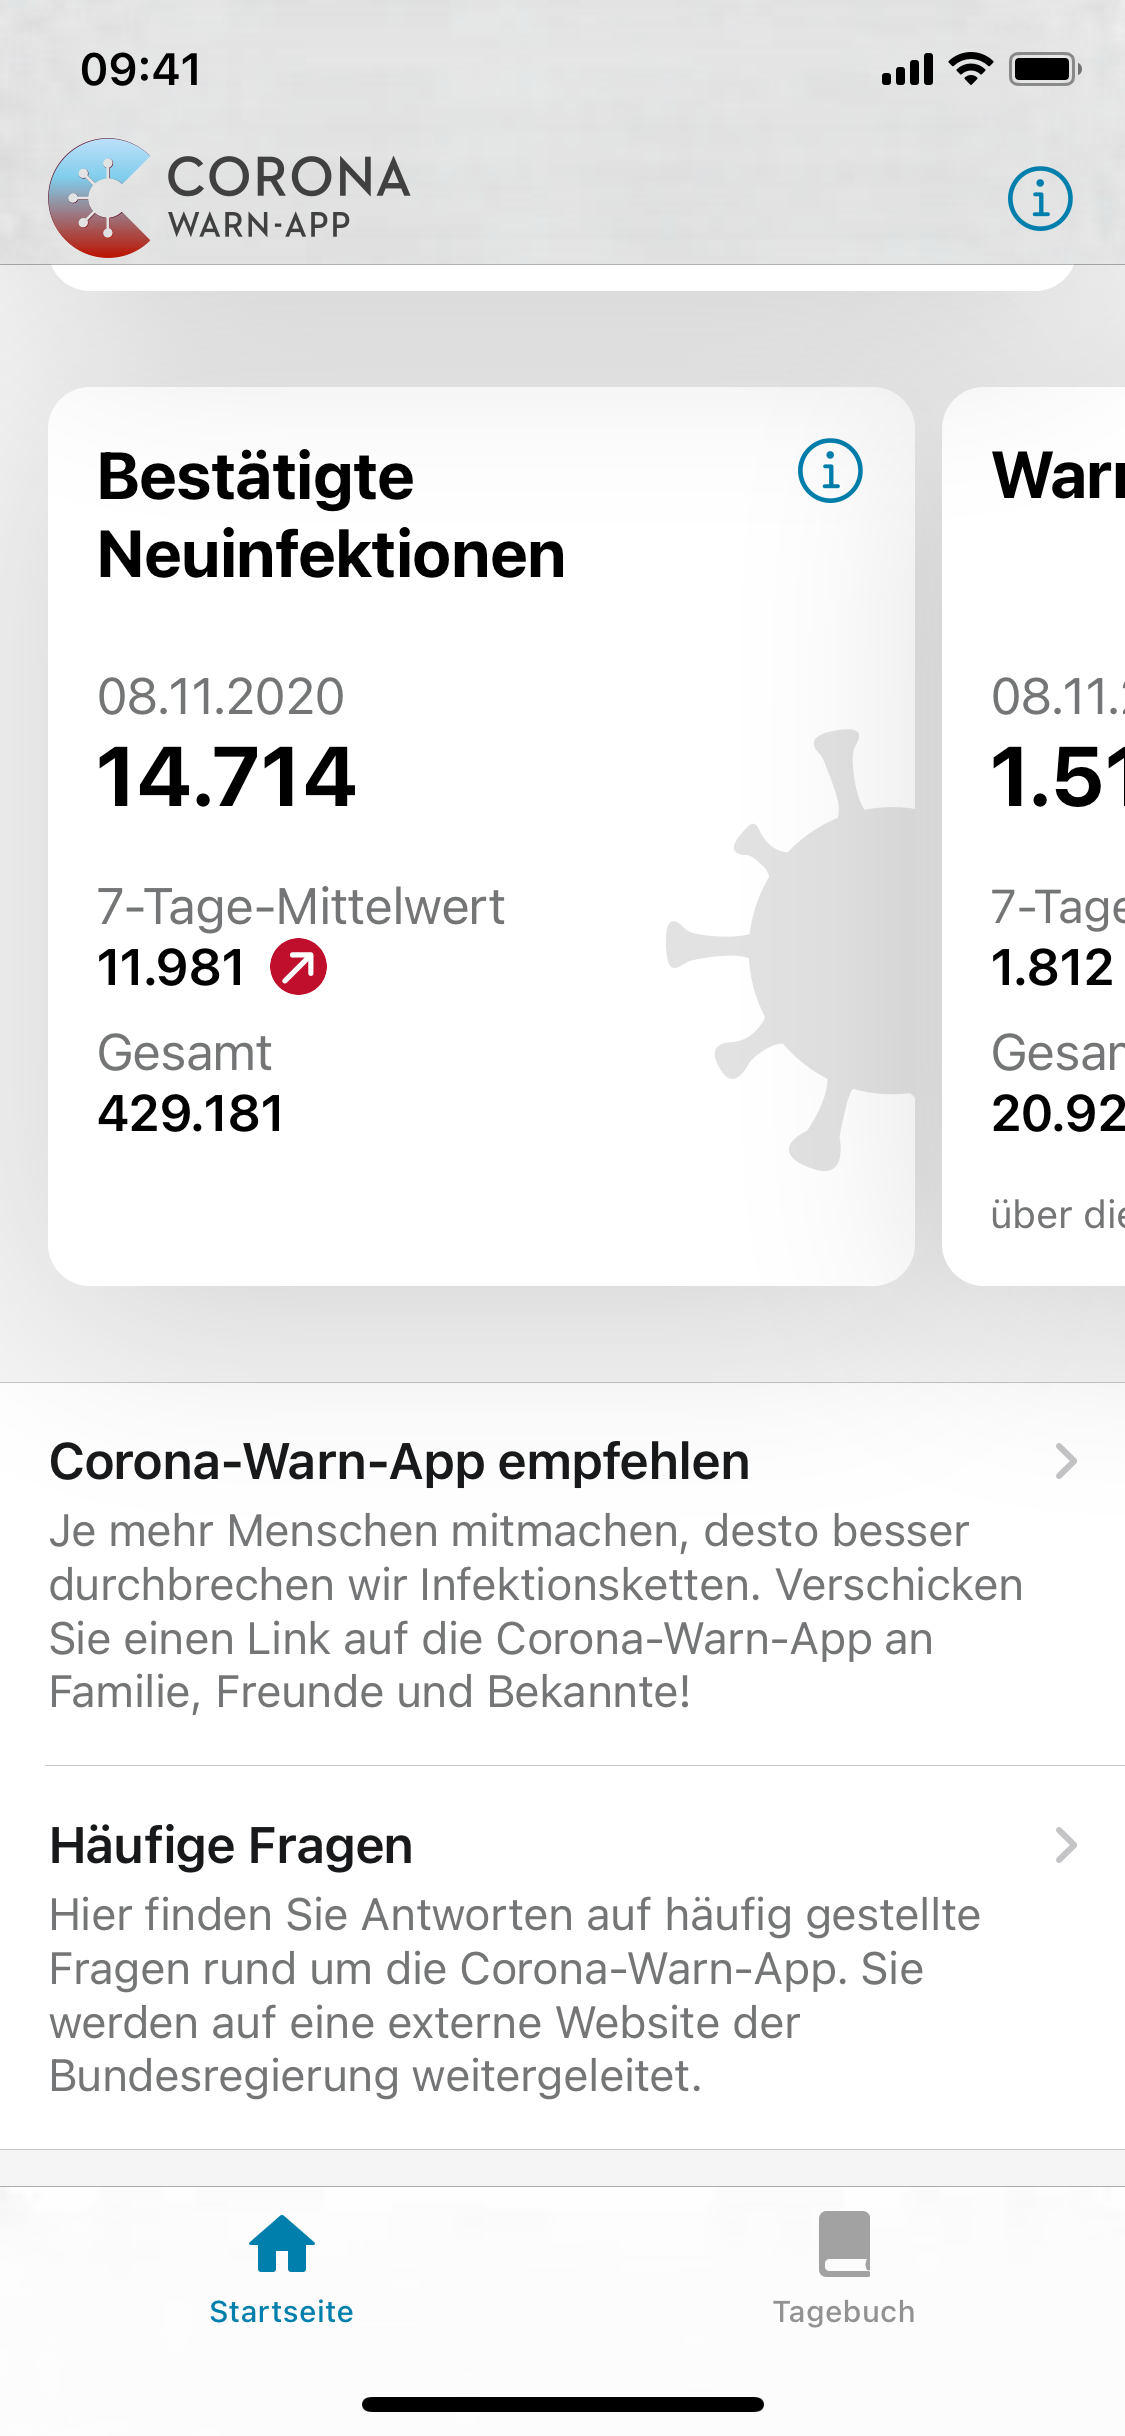 09:41
CORONA
WARN-APP
Bestätigte
Neuinfektionen
08.11.2020
14.714
7-Tage-Mittelwert
11.981
Gesamt
429.181
08.11.
1.51
7-Tage
1.812
20.92
über die
Corona-Warn-App empfehlen
Je mehr Menschen mitmachen, desto besser
durchbrechen wir Infektionsketten. Verschicken
Sie einen Link auf die Corona-Warn-App an
Familie, Freunde und Bekannte!
Häufige Fragen
Hier finden Sie Antworten auf häufig gestellte
Fragen rund um die Corona-Warn-App. Sie
werden auf eine externe Website der
Bundesregierung weitergeleitet.
Startseite
Tagebuch